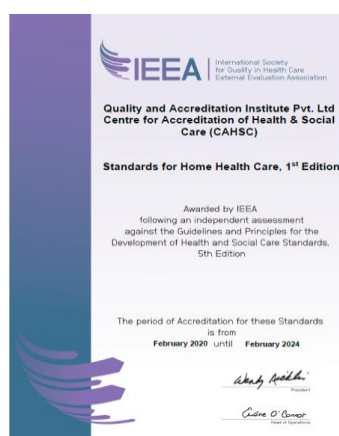 IEEA
International Society
for Quality in Health Care
External Evaluation Association
Quality and Accreditation Institute Pvt. Ltd
Centre for Accreditation of Health & Social
Care (CAHSC)
Standards for Home Health Care, 1st Edition
Awarded by IEEA
following an independent assessment
against the Guidelines and Principles for the
Development of Health and Social Care Standards,
5th Edition
The period of Accreditation for these Standards
is from
February 2020 until February 2024
President
Head of Operations